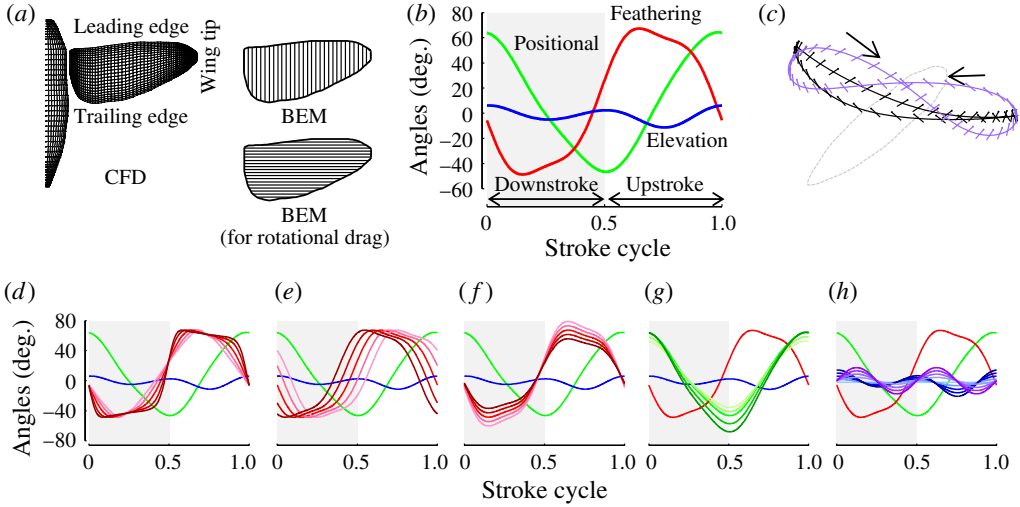 (a)
Leading edge
Trailing edge
Wing tip
CFD
BEM
BEM
(for rotational drag)
(b)
Angles (deg.)
80
60
40
20
0
−20
−40
−60
Feathering
Positional
Elevation
Downstroke
Upstroke
0
0.5
1.0
Stroke cycle
(c)
(d)
(e)
(f)
(g)
(h)
Angles (deg.)
80
40
0
−40
−80
0
0.5
1.0
0
0.5
1.0
0
0.5
1.0
0
0.5
1.0
0
0.5
1.0
Stroke cycle